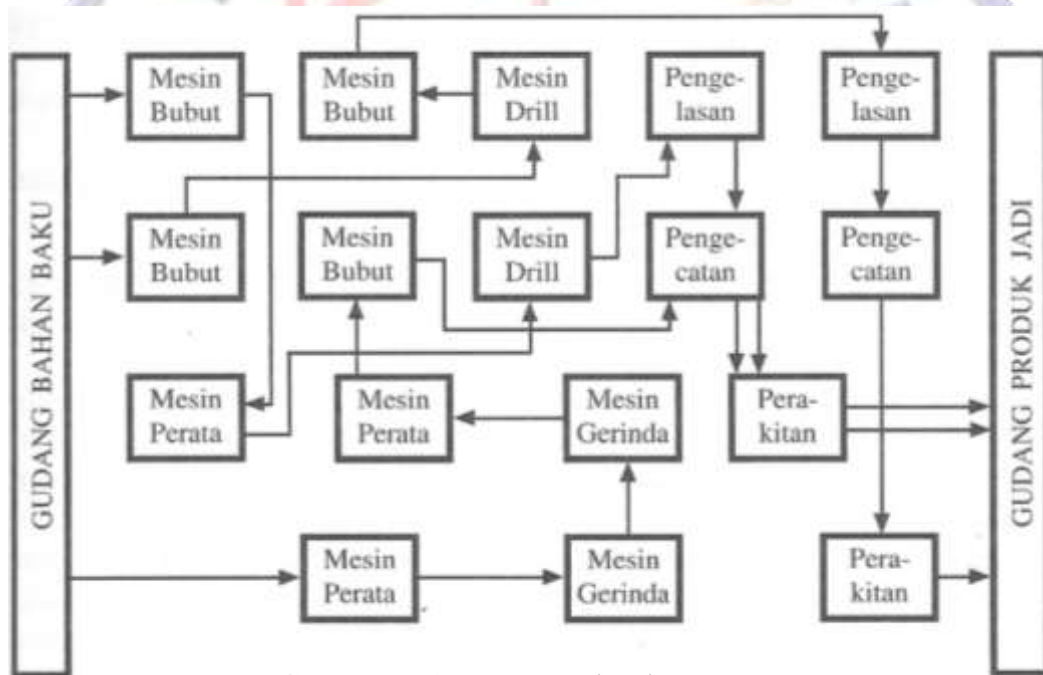 GUDANG BAHAN BAKU
Mesin
Bubut
Mesin
Bubut
Mesin
Drill
Penge-
lasan
Penge-
lasan
Mesin
Bubut
Mesin
Bubut
Mesin
Drill
Penge-
catan
Penge-
catan
Mesin
Perata
Mesin
Perata
Mesin
Gerinda
Pera-
kitan
Mesin
Perata
Mesin
Gerinda
Pera-
kitan
GUDANG PRODUK JADI